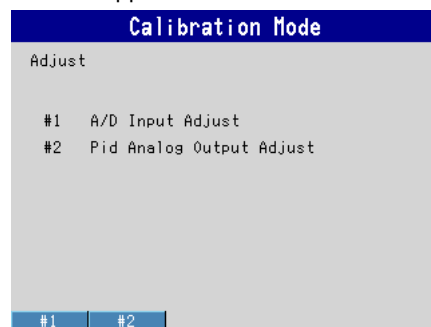 Calibration Mode
Adjust
#1 A/D Input Adjust
#2 Pid Analog Output Adjust
#1 #2